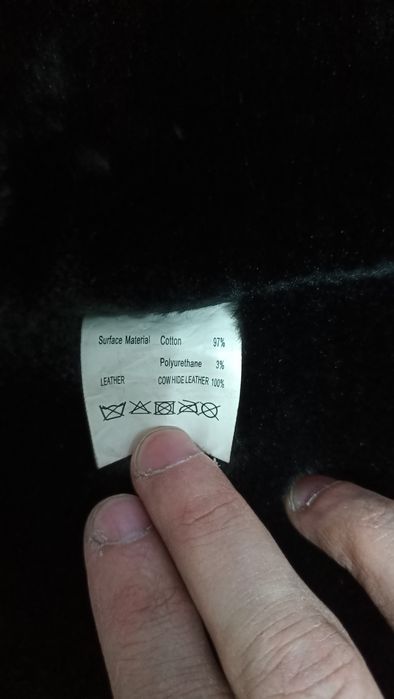 Surface Material Cotton 97%
Polyurethane 3%
LEATHER COW HIDE LEATHER 100%